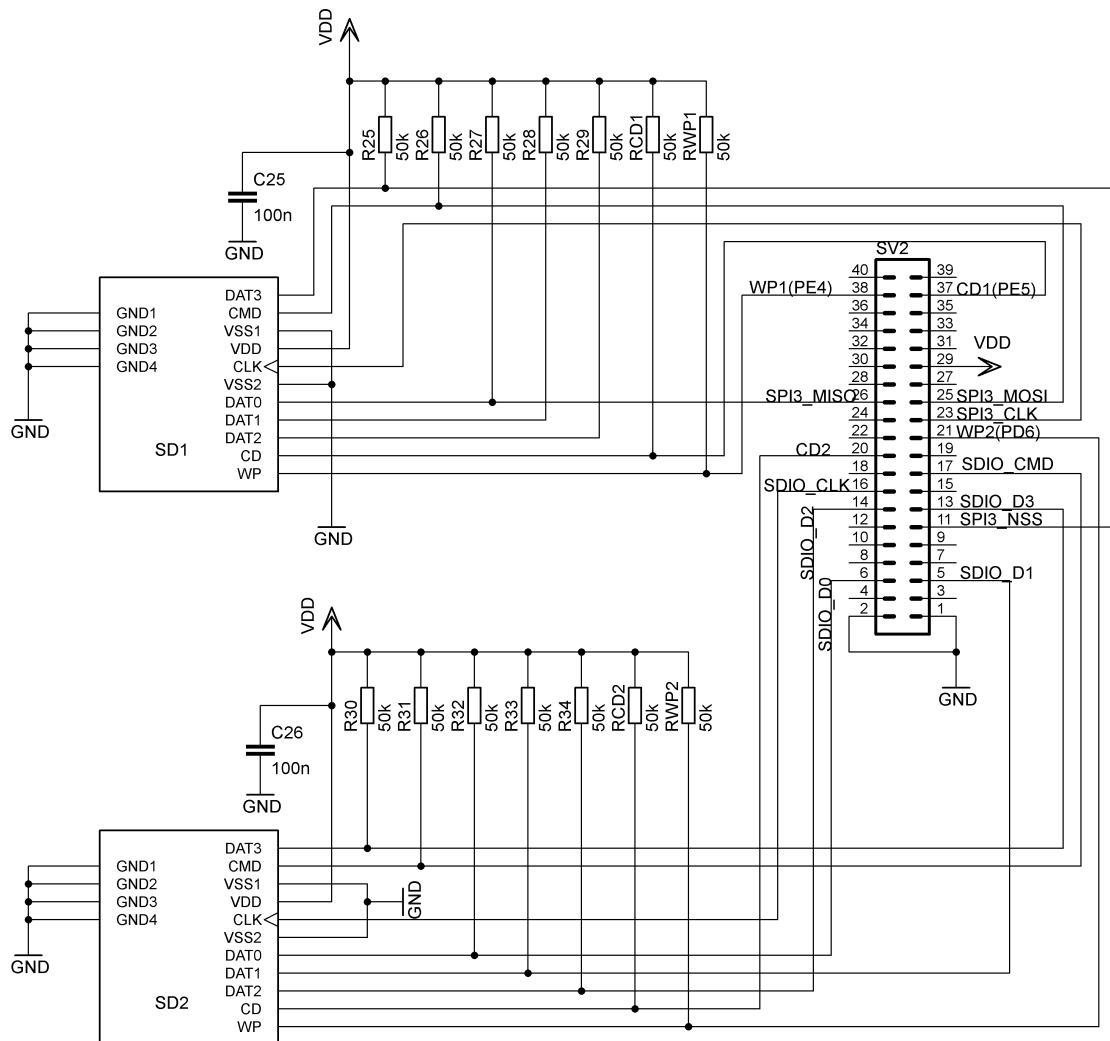 VDD
R25
50k
R26
50k
R27
50k
R28
50k
R29
50k
RCD1
50k
RWP1
50k
C25
100n
GND
GND1
GND2
GND3
GND4
GND
DAT3
CMD
VSS1
VDD
CLK
VSS2
DAT0
DAT1
DAT2
CD
WP
SD1
GND
SV2
40 39
WP1(PE4) 38 37 CD1(PE5)
36 35
34 33
32 31 VDD
30 29
28 27
SPI3_MISO 26 25 SPI3_MOSI
24 23 SPI3_CLK
22 21 WP2(PD6)
CD2 20 19
18 17 SDIO_CMD
SDIO_CLK 16 15
14 13 SDIO_D3
SDIO_D2
12 11 SPI3_NSS
10 9
8 7
6 5 SDIO_D1
SDIO_D0
4 3
2 1
GND
VDD
R30
50k
R31
50k
R32
50k
R33
50k
R34
50k
RCD2
50k
RWP2
50k
C26
100n
GND
GND1
GND2
GND3
GND4
GND
DAT3
CMD
VSS1
VDD
CLK
VSS2
DAT0
DAT1
DAT2
CD
WP
SD2
GND